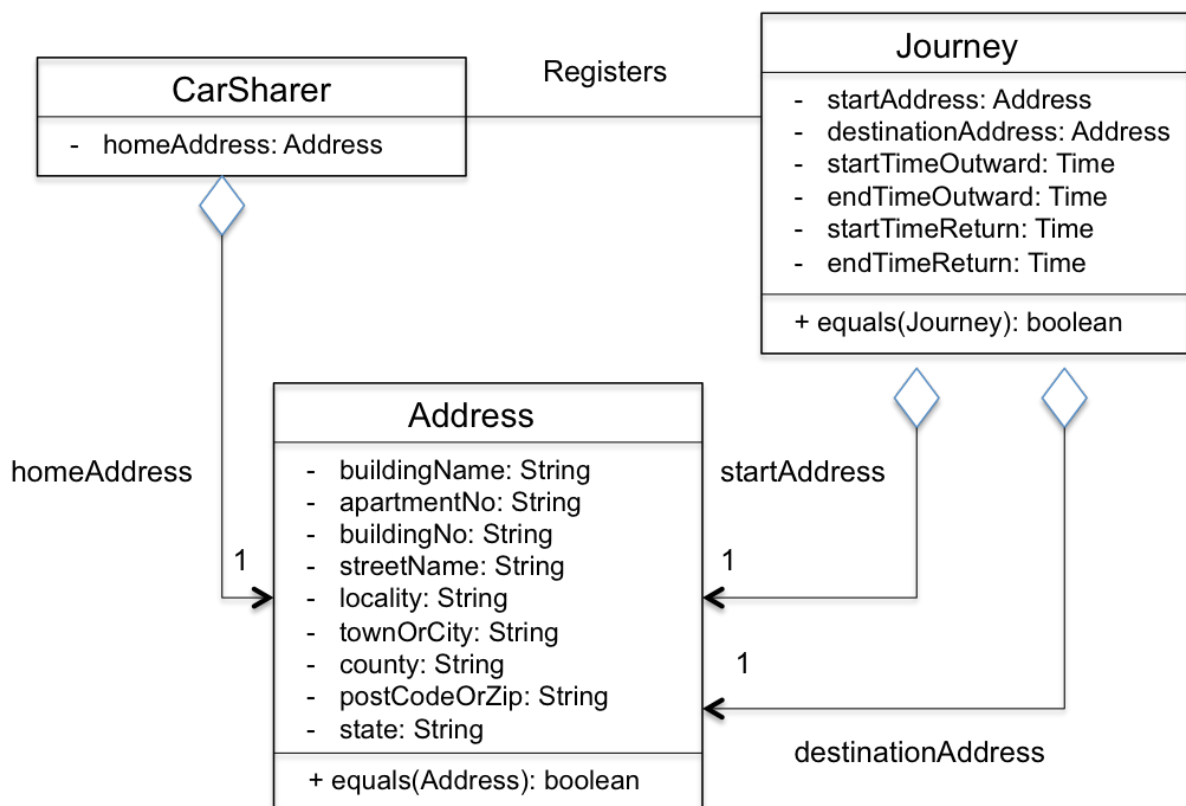 CarSharer
- homeAddress: Address
Registers
Journey
- startAddress: Address
- destinationAddress: Address
- startTimeOutward: Time
- endTimeOutward: Time
- startTimeReturn: Time
- endTimeReturn: Time
+ equals(Journey): boolean
homeAddress
1
Address
- buildingName: String
- apartmentNo: String
- buildingNo: String
- streetName: String
- locality: String
- townOrCity: String
- county: String
- postCodeOrZip: String
- state: String
+ equals(Address): boolean
startAddress
1
1
destinationAddress